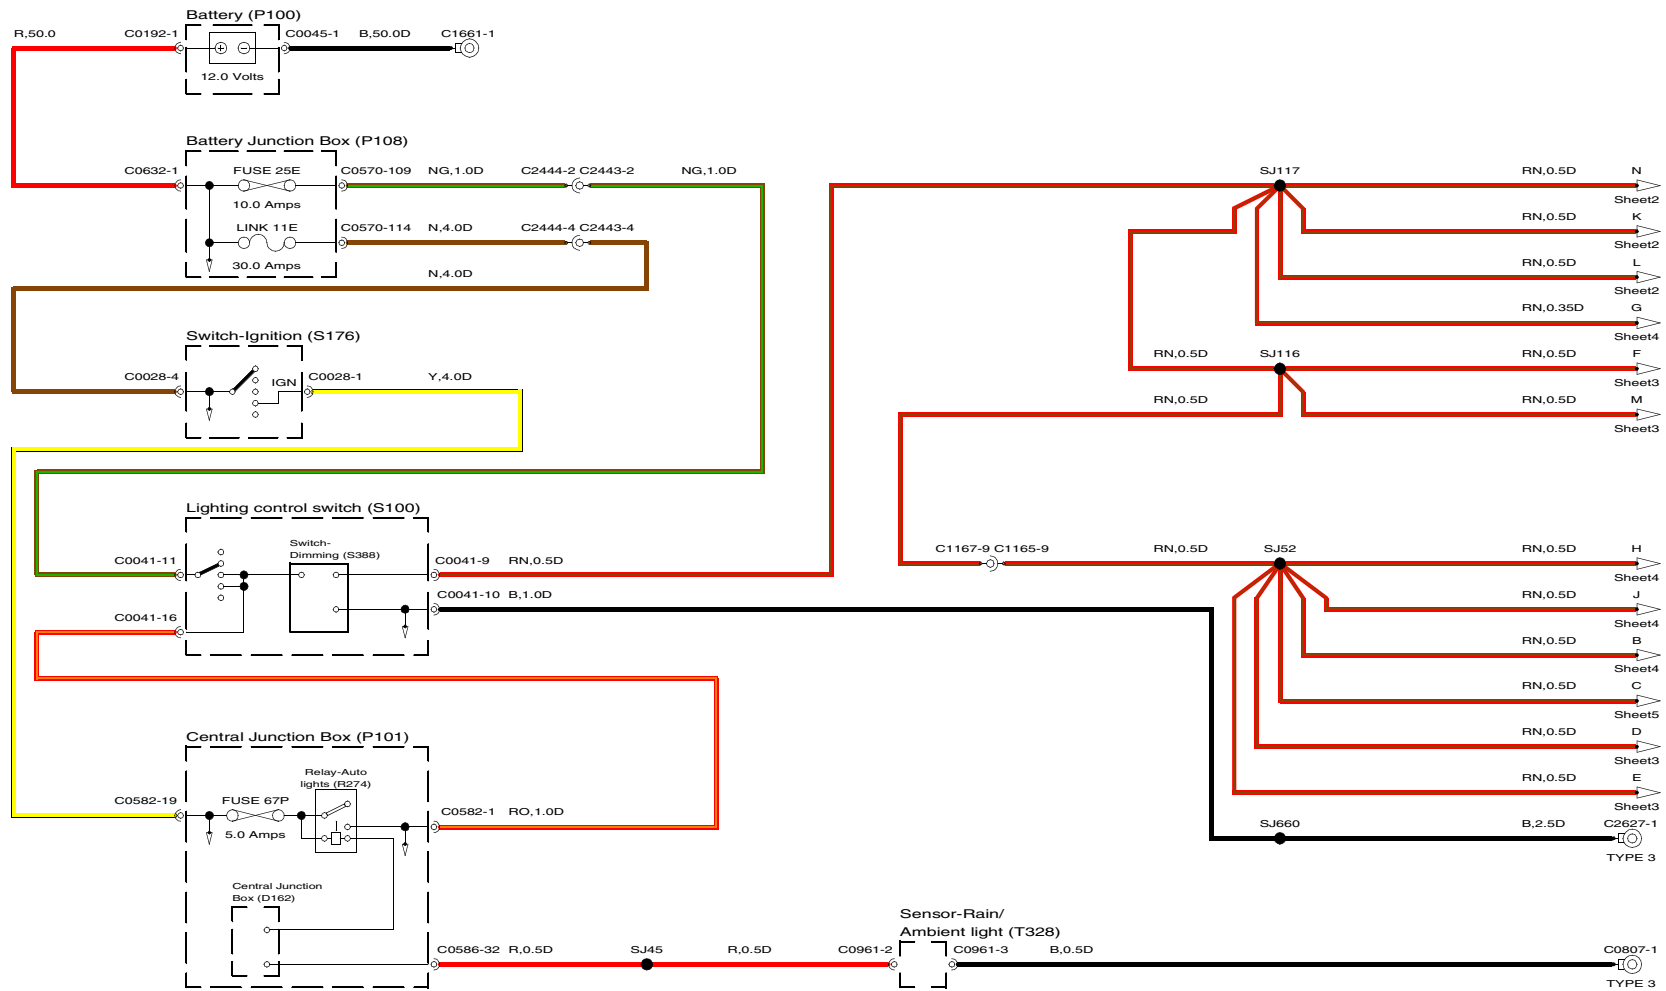 Battery (P100)
R,50.0 C0192-1 C0045-1 B,50.0D C1661-1
12.0 Volts
Battery Junction Box (P108)
C0632-1 FUSE 25E C0570-109 NG,1.0D C2444-2 C2443-2 NG,1.0D
10.0 Amps
LINK 11E C0570-114 N,4.0D C2444-4 C2443-4
30.0 Amps
N,4.0D
Switch-Ignition (S176)
C0028-4 IGN C0028-1 Y,4.0D
Lighting control switch (S100)
Switch-
Dimming (S388)
C0041-11 C0041-9 RN,0.5D
C0041-10 B,1.0D
C0041-16
Central Junction Box (P101)
Relay-Auto
lights (R274)
C0582-19 FUSE 67P C0582-1 RO,1.0D
5.0 Amps
Central Junction
Box (D162)
C0586-32 R,0.5D SJ45 R,0.5D C0961-2
Sensor-Rain/
Ambient light (T328)
C0961-3 B,0.5D C0807-1
TYPE 3
SJ117 RN,0.5D N
Sheet2
RN,0.5D K
Sheet2
RN,0.5D L
Sheet2
RN,0.35D G
Sheet4
RN,0.5D SJ116 RN,0.5D F
Sheet3
RN,0.5D RN,0.5D M
Sheet3
C1167-9 C1165-9 RN,0.5D SJ52 RN,0.5D H
Sheet4
RN,0.5D J
Sheet4
RN,0.5D B
Sheet4
RN,0.5D C
Sheet5
RN,0.5D D
Sheet3
RN,0.5D E
Sheet3
SJ660 B,2.5D C2627-1
TYPE 3